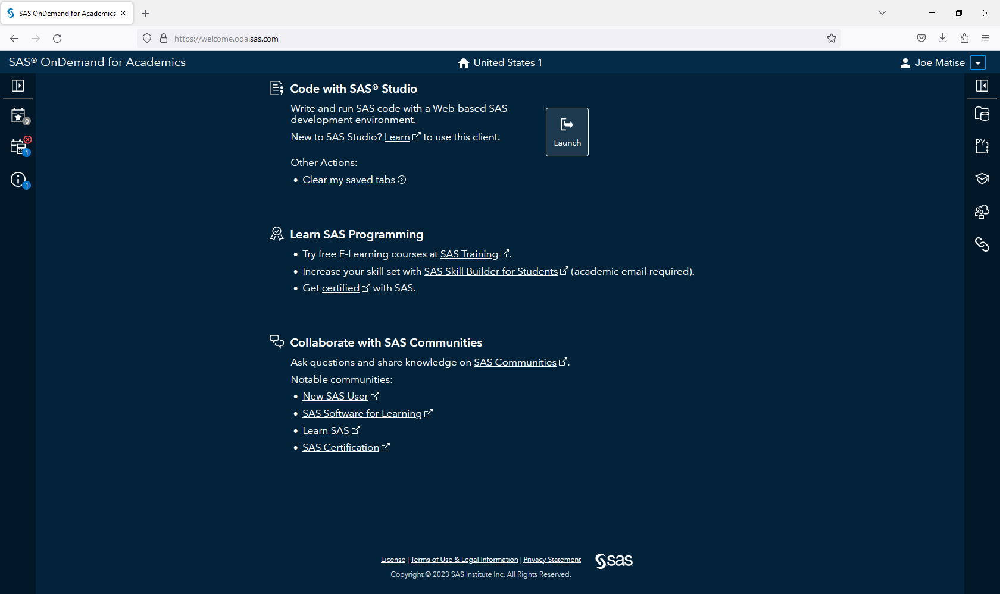 SAS OnDemand for Academics
https://welcome.oda.sas.com
SAS® OnDemand for Academics
United States 1
Joe Matise
0
1
1
PY
Code with SAS® Studio
Write and run SAS code with a Web-based SAS
development environment.
New to SAS Studio? Learn to use this client.
Launch
Other Actions:
• Clear my saved tabs
Learn SAS Programming
• Try free E-Learning courses at SAS Training.
• Increase your skill set with SAS Skill Builder for Students (academic email required).
• Get certified with SAS.
Collaborate with SAS Communities
Ask questions and share knowledge on SAS Communities.
Notable communities:
• New SAS User
• SAS Software for Learning
• Learn SAS
• SAS Certification
License | Terms of Use & Legal Information | Privacy Statement
sas
Copyright © 2023 SAS Institute Inc. All Rights Reserved.